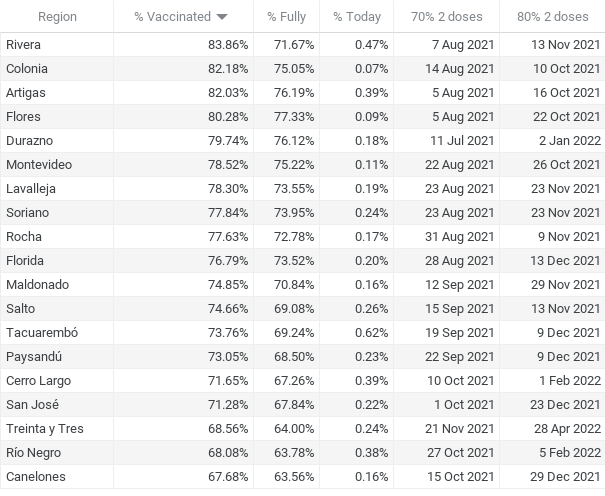 Region % Vaccinated % Fully % Today 70% 2 doses 80% 2 doses
Rivera 83.86% 71.67% 0.47% 7 Aug 2021 13 Nov 2021
Colonia 82.18% 75.05% 0.07% 14 Aug 2021 10 Oct 2021
Artigas 82.03% 76.19% 0.39% 5 Aug 2021 16 Oct 2021
Flores 80.28% 77.33% 0.09% 5 Aug 2021 22 Oct 2021
Durazno 79.74% 76.12% 0.18% 11 Jul 2021 2 Jan 2022
Montevideo 78.52% 75.22% 0.11% 22 Aug 2021 26 Oct 2021
Lavalleja 78.30% 73.55% 0.19% 23 Aug 2021 23 Nov 2021
Soriano 77.84% 73.95% 0.24% 23 Aug 2021 23 Nov 2021
Rocha 77.63% 72.78% 0.17% 31 Aug 2021 9 Nov 2021
Florida 76.79% 73.52% 0.20% 28 Aug 2021 13 Dec 2021
Maldonado 74.85% 70.84% 0.16% 12 Sep 2021 29 Nov 2021
Salto 74.66% 69.08% 0.26% 15 Sep 2021 13 Nov 2021
Tacuarembó 73.76% 69.24% 0.62% 19 Sep 2021 9 Dec 2021
Paysandú 73.05% 68.50% 0.23% 22 Sep 2021 9 Dec 2021
Cerro Largo 71.65% 67.26% 0.39% 10 Oct 2021 1 Feb 2022
San José 71.28% 67.84% 0.22% 1 Oct 2021 23 Dec 2021
Treinta y Tres 68.56% 64.00% 0.24% 21 Nov 2021 28 Apr 2022
Río Negro 68.08% 63.78% 0.38% 27 Oct 2021 5 Feb 2022
Canelones 67.68% 63.56% 0.16% 15 Oct 2021 29 Dec 2021